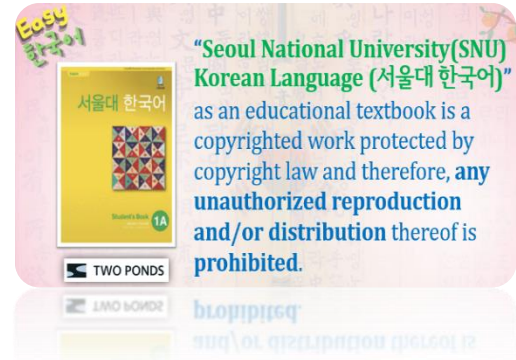 Easy
한국어
서울대 한국어
Student's Book 1A
TWO PONDS
“Seoul National University(SNU)
Korean Language (서울대 한국어)”
as an educational textbook is a
copyrighted work protected by
copyright law and therefore, any
unauthorized reproduction
and/or distribution thereof is
prohibited.